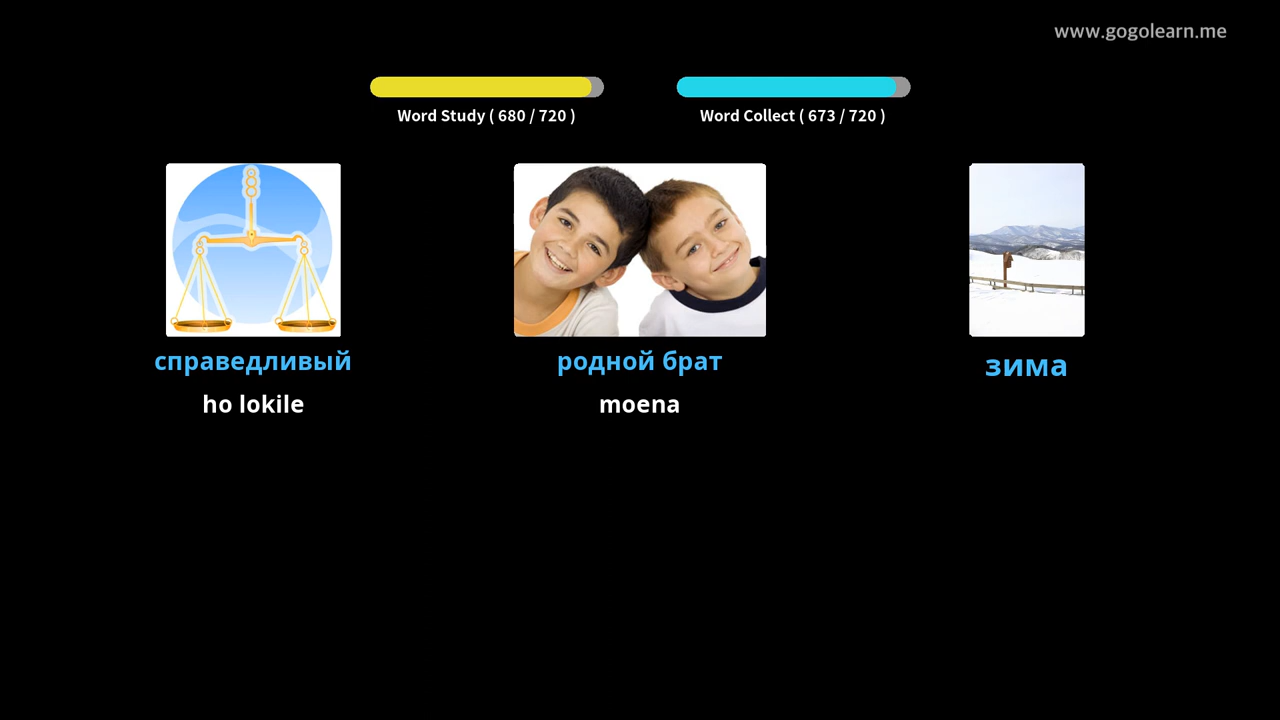 www.gogolearn.me
Word Study ( 680 / 720 )
Word Collect ( 673 / 720 )
справедливый
родной брат
зима
ho lokile
moena